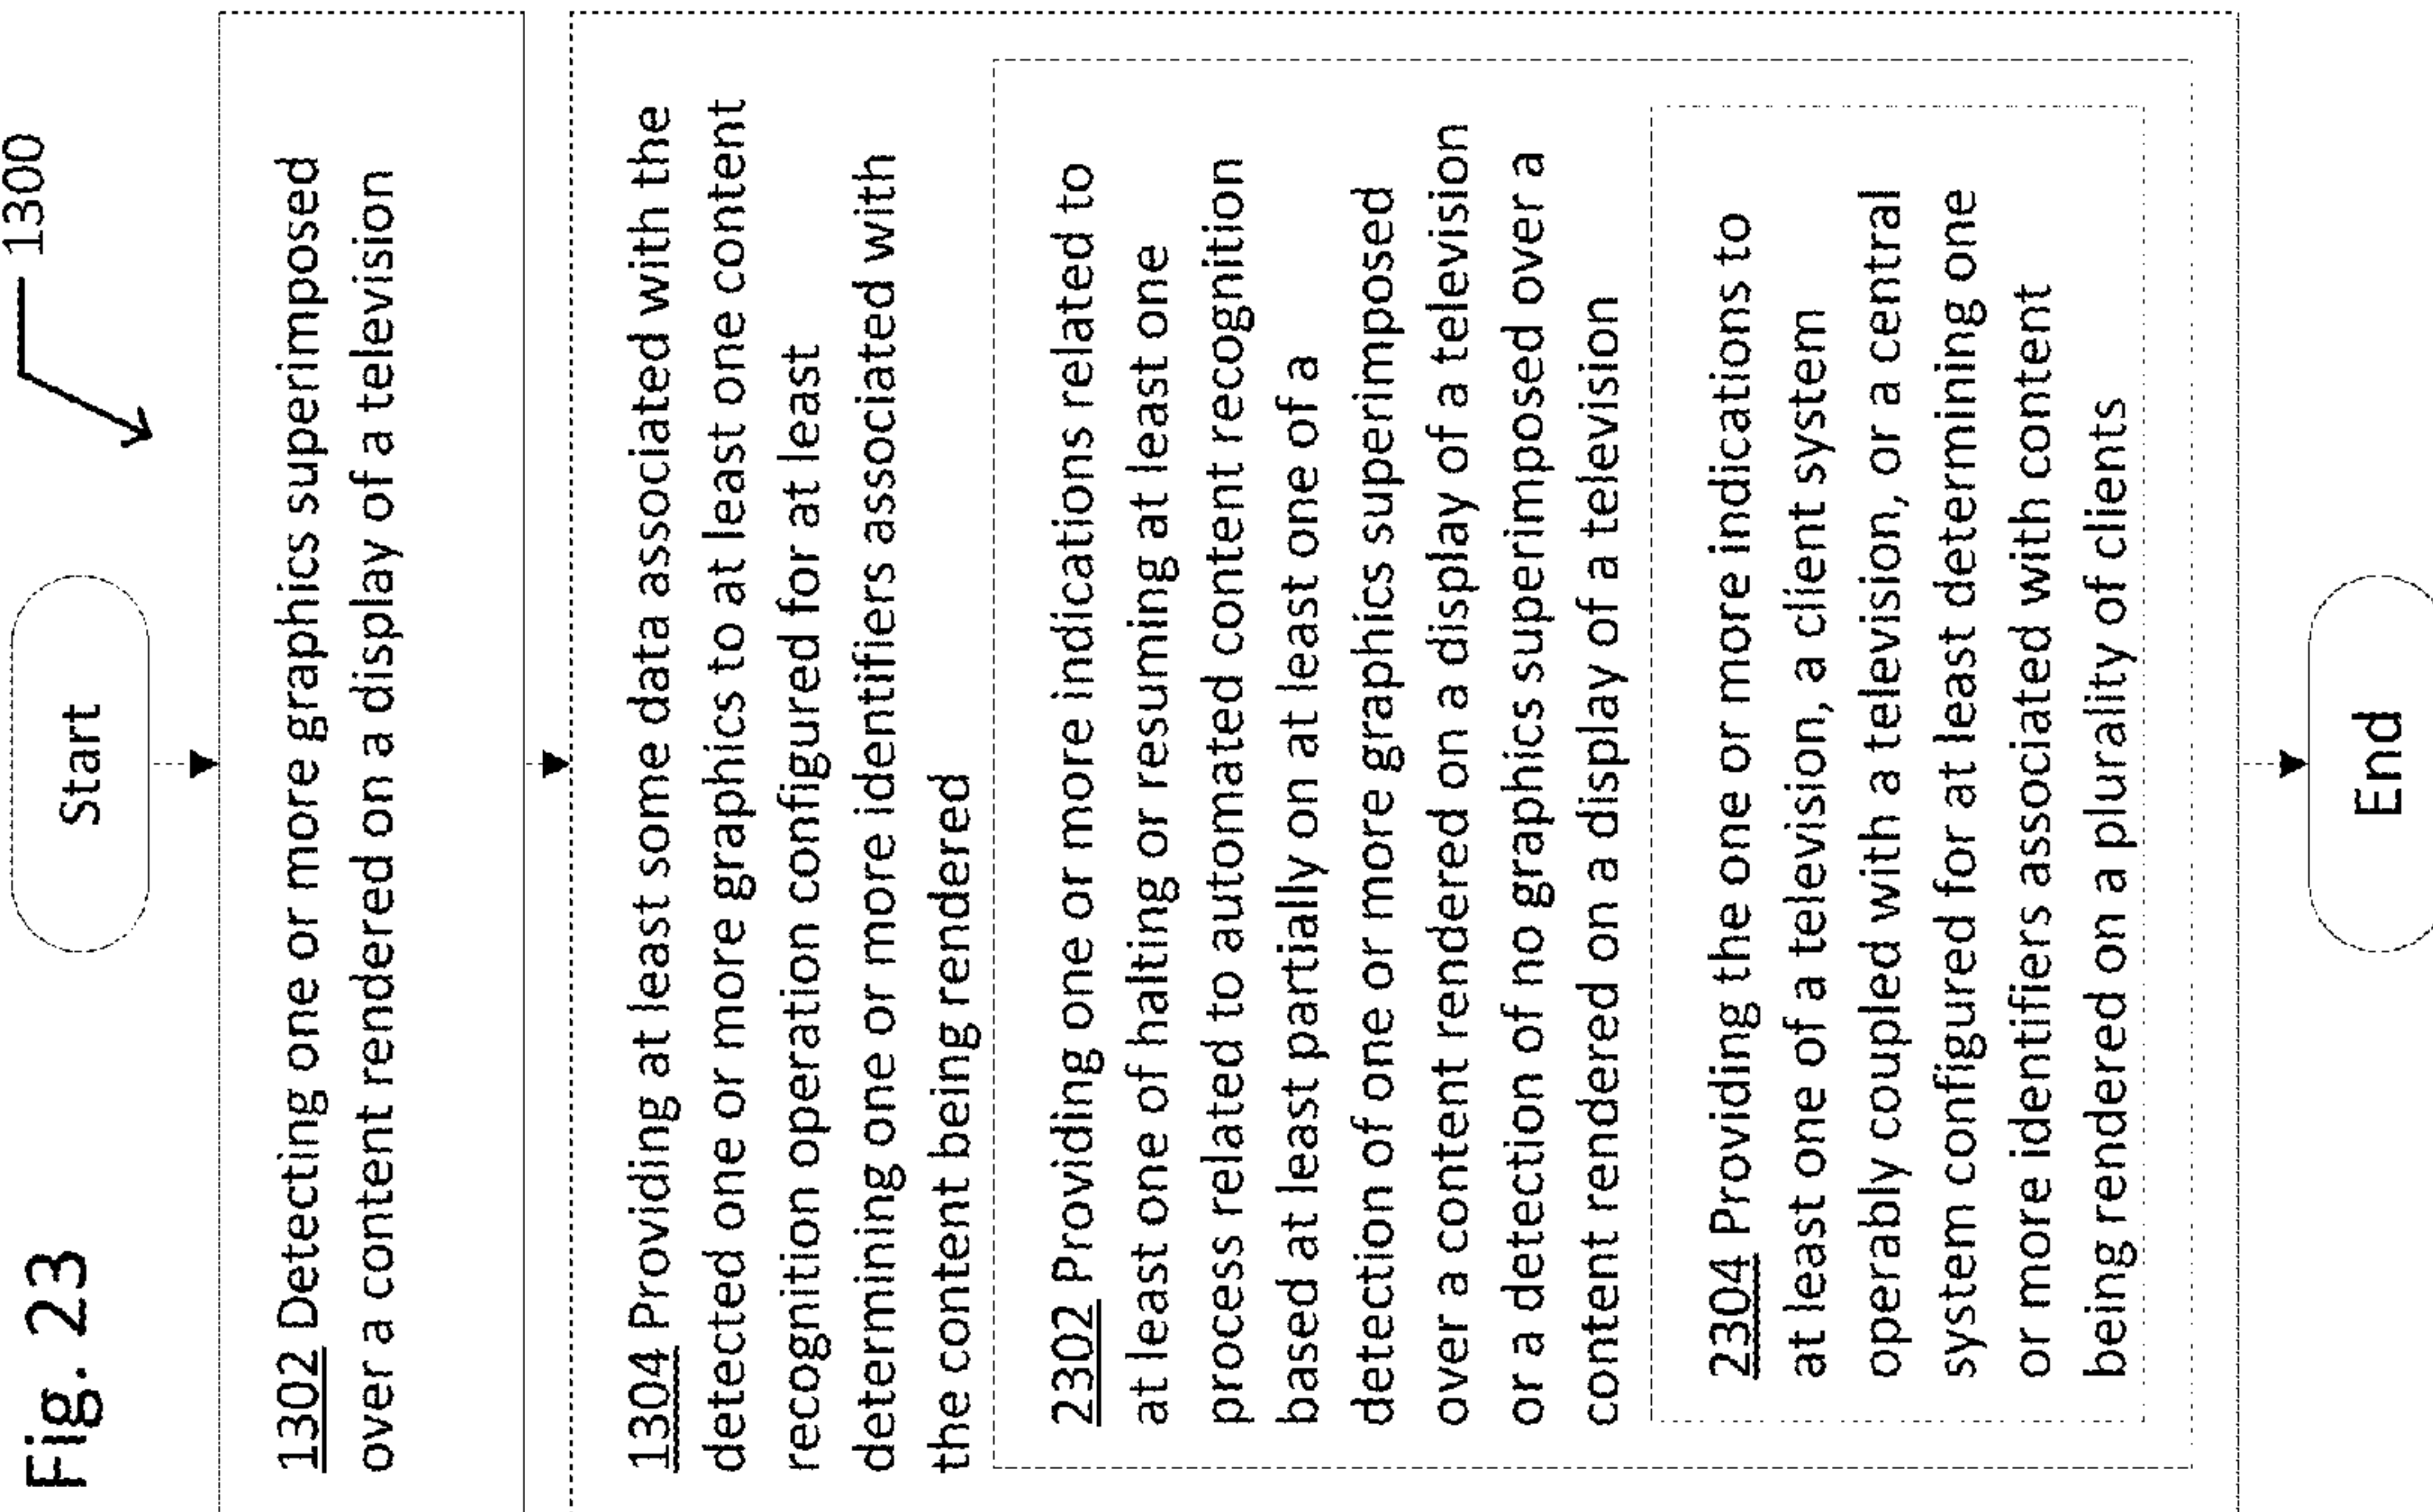 Fig. 23
1300
Start
1302 Detecting one or more graphics superimposed
over a content rendered on a display of a television
1304 Providing at least some data associated with the
detected one or more graphics to at least one content
recognition operation configured for at least
determining one or more identifiers associated with
the content being rendered
2302 Providing one or more indications related to
at least one of halting or resuming at least one
process related to automated content recognition
based at least partially on at least one of a
detection of one or more graphics superimposed
over a content rendered on a display of a television
or a detection of no graphics superimposed over a
content rendered on a display of a television
2304 Providing the one or more indications to
at least one of a television, a client system
operably coupled with a television, or a central
system configured for at least determining one
or more identifiers associated with content
being rendered on a plurality of clients
End